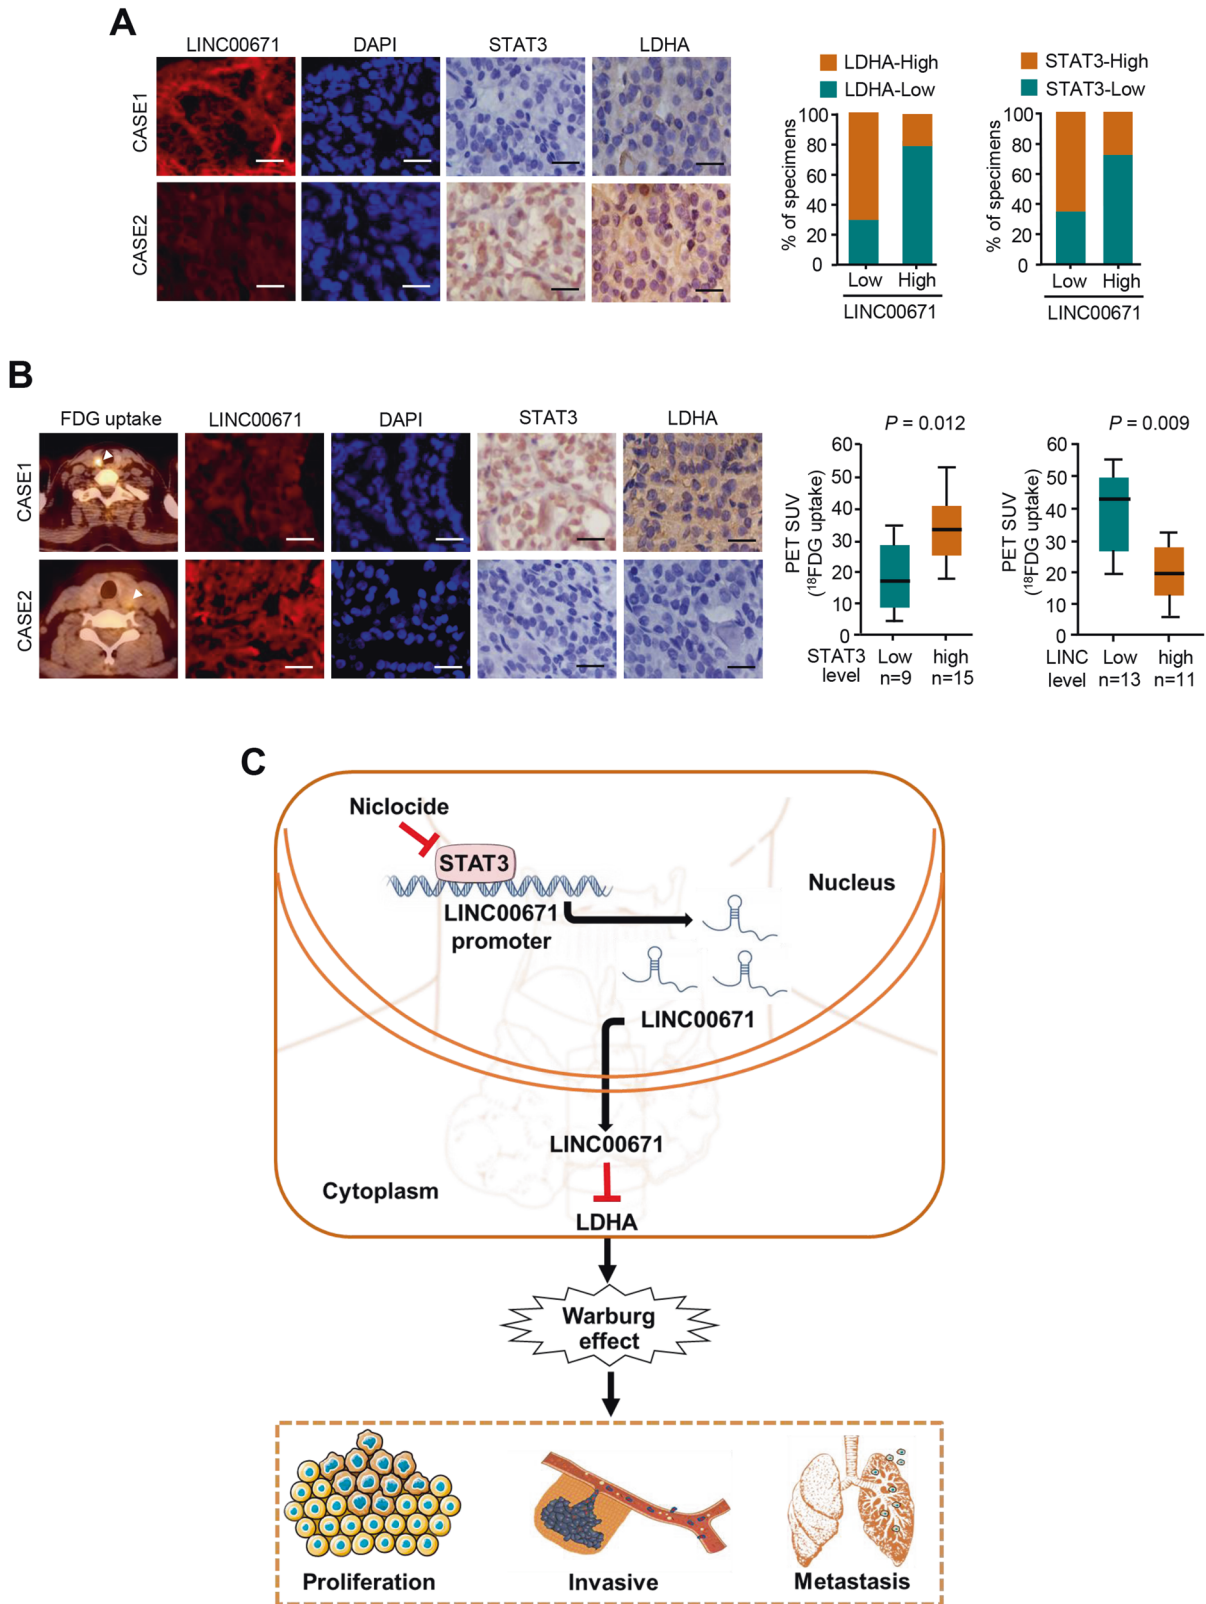 A
LINC00671 DAPI STAT3 LDHA
CASE1
CASE2
LDHA-High
LDHA-Low
% of specimens
100
80
60
40
20
0
Low High
LINC00671
STAT3-High
STAT3-Low
% of specimens
100
80
60
40
20
0
Low High
LINC00671
B
FDG uptake LINC00671 DAPI STAT3 LDHA
CASE1
CASE2
P = 0.012
PET SUV
(¹⁸FDG uptake)
60
50
40
30
20
10
0
STAT3 Low high
level n=9 n=15
P = 0.009
PET SUV
(¹⁸FDG uptake)
60
50
40
30
20
10
0
LINC Low high
level n=13 n=11
C
Niclocide
STAT3
LINC00671
promoter
Nucleus
LINC00671
LINC00671
Cytoplasm
LDHA
Warburg
effect
Proliferation Invasive Metastasis